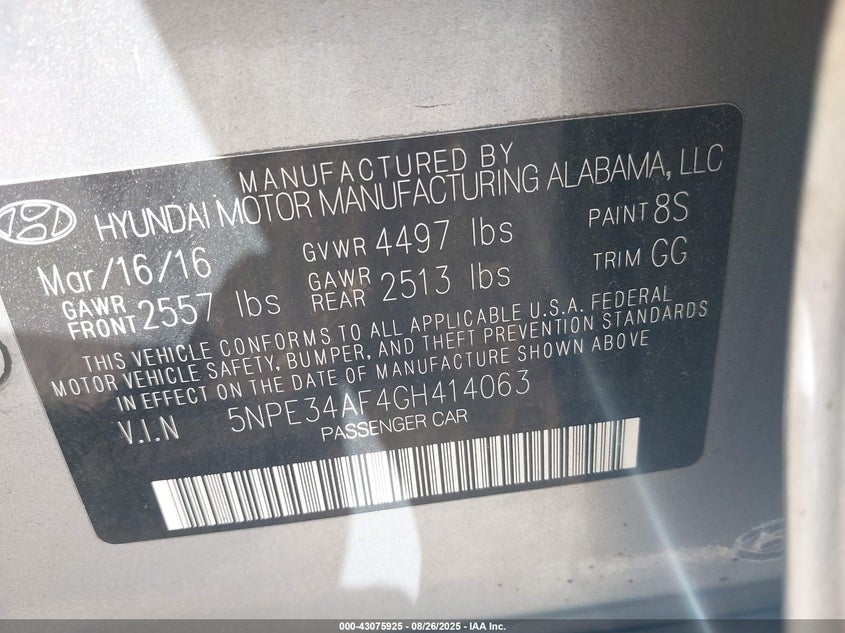 MANUFACTURED BY
HYUNDAI MOTOR MANUFACTURING ALABAMA, LLC
Mar/16/16
GVWR 4497 lbs
PAINT 8S
GAWR FRONT 2557 lbs
GAWR REAR 2513 lbs
TRIM GG
THIS VEHICLE CONFORMS TO ALL APPLICABLE U.S.A. FEDERAL
MOTOR VEHICLE SAFETY, BUMPER, AND THEFT PREVENTION STANDARDS
IN EFFECT ON THE DATE OF MANUFACTURE SHOWN ABOVE
V.I.N 5NPE34AF4GH414063
PASSENGER CAR
000-43075925 - 08/26/2025 - IAA Inc.